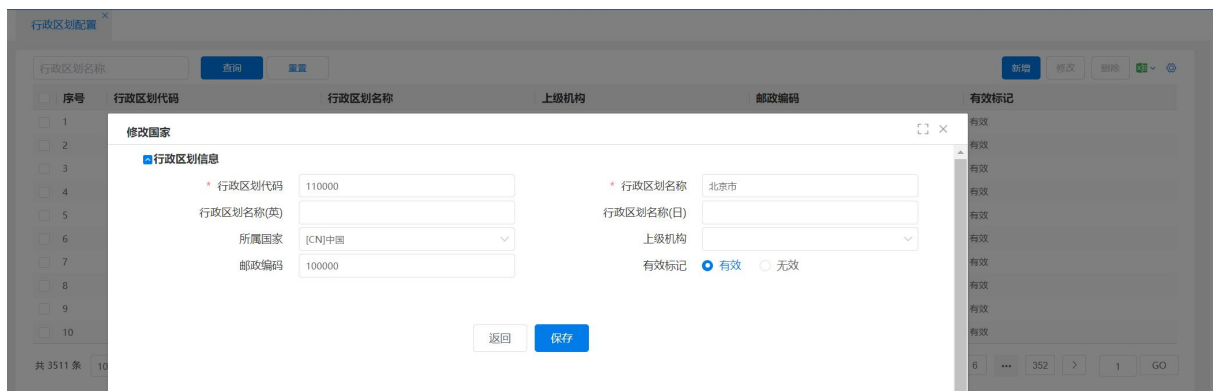 行政区划配置 ×
行政区划名称 查询 重置 新增 修改 删除
序号 行政区划代码 行政区划名称 上级机构 邮政编码 有效标记
1 有效
修改国家
2 有效
行政区划信息
3 有效
* 行政区划代码 110000 * 行政区划名称 北京市
4 有效
行政区划名称(英) 行政区划名称(日)
5 有效
所属国家 [CN]中国 上级机构
6 有效
邮政编码 100000 有效标记 有效 无效
7 有效
8 有效
9 有效
10 有效
返回 保存
共 3511 条 10 6 ••• 352 > 1 GO